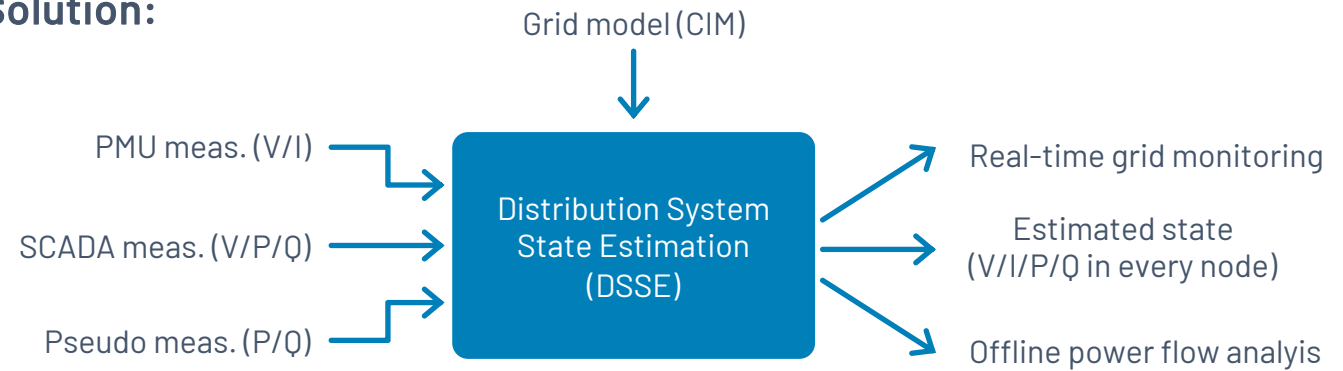 Solution:
Grid model (CIM)
PMU meas. (V/I)
SCADA meas. (V/P/Q)
Pseudo meas. (P/Q)
Distribution System
State Estimation
(DSSE)
Real-time grid monitoring
Estimated state
(V/I/P/Q in every node)
Offline power flow analyis